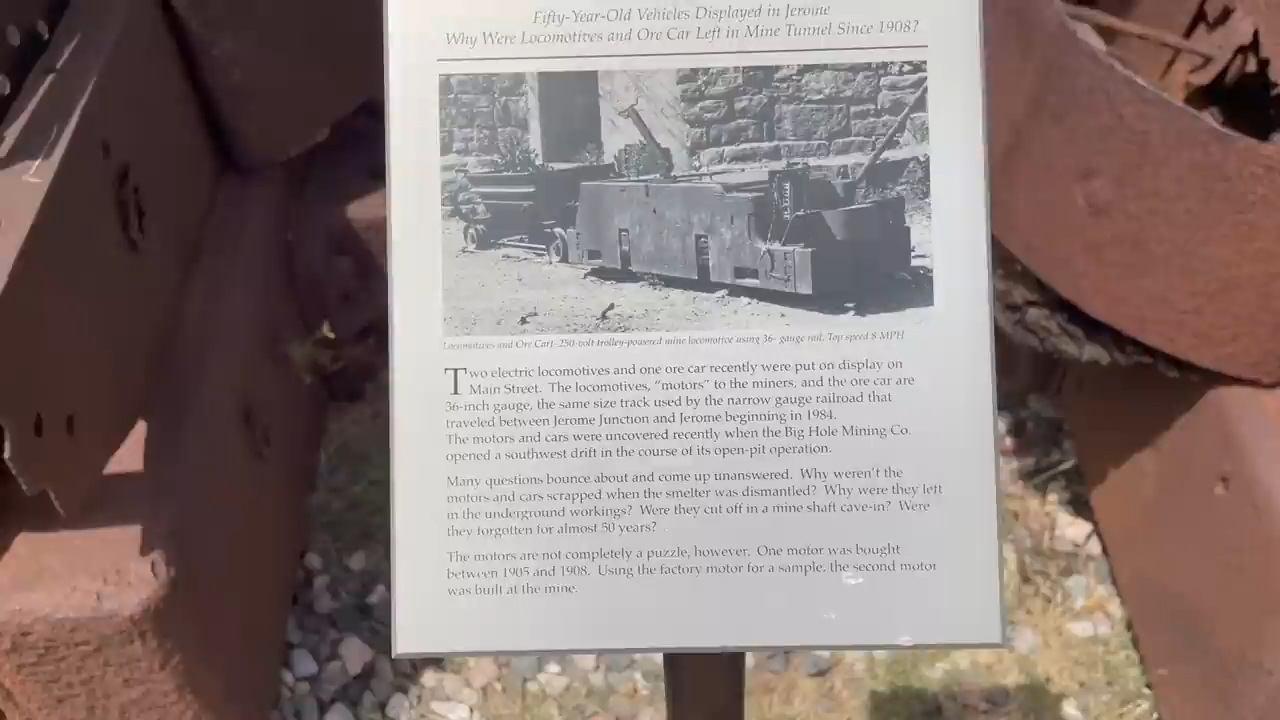 Fifty-Year-Old Vehicles Displayed in Jerome
Why Were Locomotives and Ore Car Left in Mine Tunnel Since 1908?
Locomotives and Ore Cart- 250-volt trolley-powered mine locomotive using 36- gauge rail. Top speed 8 MPH
Two electric locomotives and one ore car recently were put on display on
Main Street. The locomotives, "motors" to the miners, and the ore car are
36-inch gauge, the same size track used by the narrow gauge railroad that
traveled between Jerome Junction and Jerome beginning in 1984.
The motors and cars were uncovered recently when the Big Hole Mining Co.
opened a southwest drift in the course of its open-pit operation.
Many questions bounce about and come up unanswered. Why weren't the
motors and cars scrapped when the smelter was dismantled? Why were they left
in the underground workings? Were they cut off in a mine shaft cave-in? Were
they forgotten for almost 50 years?
The motors are not completely a puzzle, however. One motor was bought
between 1905 and 1908. Using the factory motor for a sample, the second motor
was built at the mine.